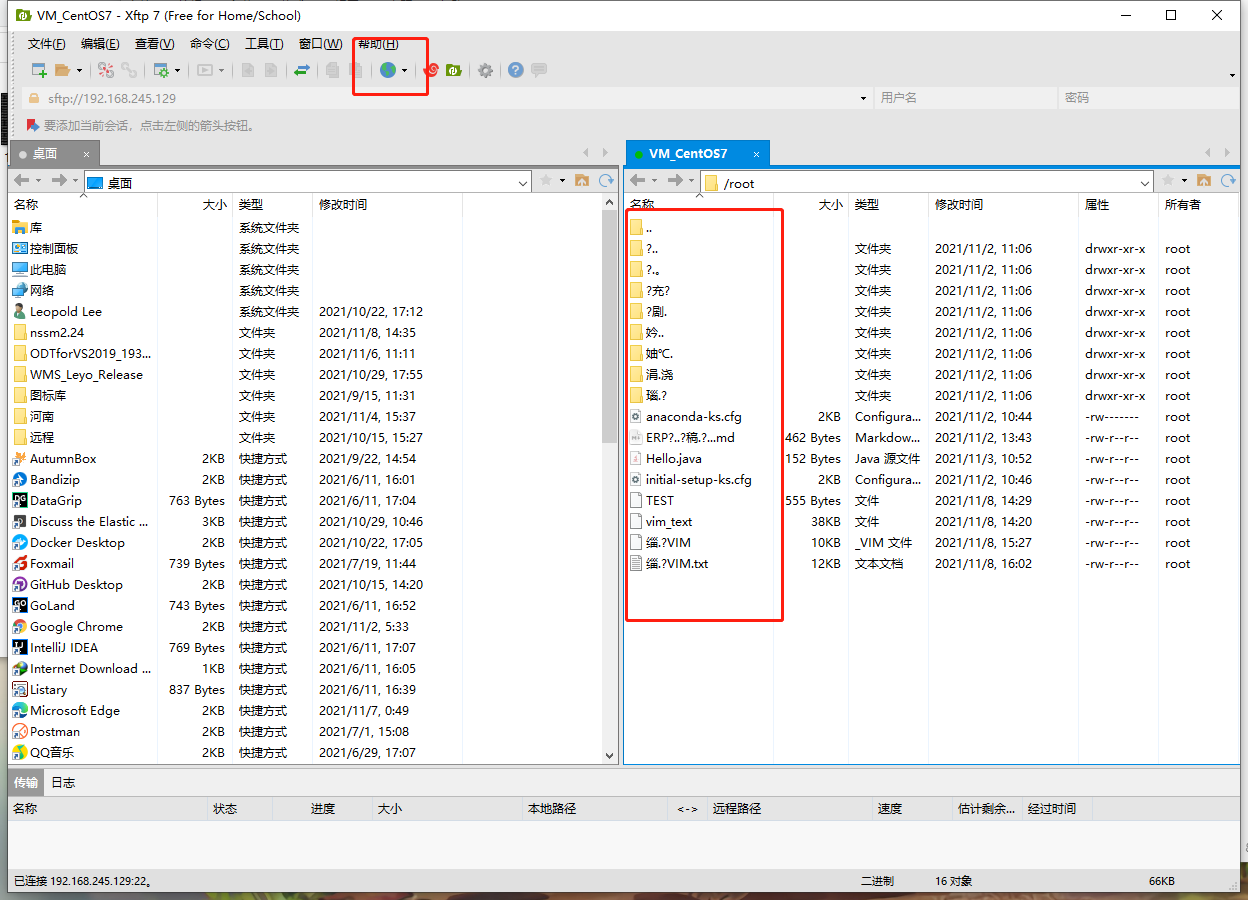 VM_CentOS7 - Xftp 7 (Free for Home/School)
文件(F) 编辑(E) 查看(V) 命令(C) 工具(T) 窗口(W) 帮助(H)
sftp://192.168.245.129 用户名 密码
要添加当前会话，点击左侧的箭头按钮。
桌面 × VM_CentOS7 ×
桌面 /root
名称 大小 类型 修改时间
库 系统文件夹
控制面板 系统文件夹
此电脑 系统文件夹
网络 系统文件夹
Leopold Lee 系统文件夹 2021/10/22, 17:12
nssm2.24 文件夹 2021/11/8, 14:35
ODTforVS2019_193... 文件夹 2021/11/6, 11:11
WMS_Leyo_Release 文件夹 2021/10/29, 17:55
图标库 文件夹 2021/9/15, 11:31
河南 文件夹 2021/11/4, 15:37
远程 文件夹 2021/10/15, 15:27
AutumnBox 2KB 快捷方式 2021/9/22, 14:54
Bandizip 2KB 快捷方式 2021/6/11, 16:01
DataGrip 763 Bytes 快捷方式 2021/6/11, 17:04
Discuss the Elastic ... 3KB 快捷方式 2021/10/29, 10:46
Docker Desktop 2KB 快捷方式 2021/10/22, 17:05
Foxmail 739 Bytes 快捷方式 2021/7/19, 11:44
GitHub Desktop 2KB 快捷方式 2021/10/15, 14:20
GoLand 743 Bytes 快捷方式 2021/6/11, 16:52
Google Chrome 2KB 快捷方式 2021/11/2, 5:33
IntelliJ IDEA 769 Bytes 快捷方式 2021/6/11, 17:07
Internet Download ... 1KB 快捷方式 2021/6/11, 16:05
Listary 837 Bytes 快捷方式 2021/6/11, 16:39
Microsoft Edge 2KB 快捷方式 2021/11/7, 0:49
Postman 2KB 快捷方式 2021/7/1, 15:08
QQ音乐 2KB 快捷方式 2021/6/29, 17:07
名称 大小 类型 修改时间 属性 所有者
..
?.. 文件夹 2021/11/2, 11:06 drwxr-xr-x root
?.。 文件夹 2021/11/2, 11:06 drwxr-xr-x root
?充? 文件夹 2021/11/2, 11:06 drwxr-xr-x root
?剧. 文件夹 2021/11/2, 11:06 drwxr-xr-x root
妗.. 文件夹 2021/11/2, 11:06 drwxr-xr-x root
妯℃. 文件夹 2021/11/2, 11:06 drwxr-xr-x root
涓.浇 文件夹 2021/11/2, 11:06 drwxr-xr-x root
瑙.? 文件夹 2021/11/2, 11:06 drwxr-xr-x root
anaconda-ks.cfg 2KB Configura... 2021/11/2, 10:44 -rw------- root
ERP?..?稿.?...md 462 Bytes Markdow... 2021/11/2, 13:43 -rw-r--r-- root
Hello.java 152 Bytes Java 源文件 2021/11/3, 10:52 -rw-r--r-- root
initial-setup-ks.cfg 2KB Configura... 2021/11/2, 10:46 -rw-r--r-- root
TEST 555 Bytes 文件 2021/11/8, 14:29 -rw-r--r-- root
vim_text 38KB 文件 2021/11/8, 14:20 -rw-r--r-- root
缁.?VIM 10KB _VIM 文件 2021/11/8, 15:27 -rw-r--r-- root
缁.?VIM.txt 12KB 文本文档 2021/11/8, 16:02 -rw-r--r-- root
传输 日志
名称 状态 进度 大小 本地路径 <-> 远程路径 速度 估计剩余... 经过时间
已连接 192.168.245.129:22。 二进制 16 对象 66KB